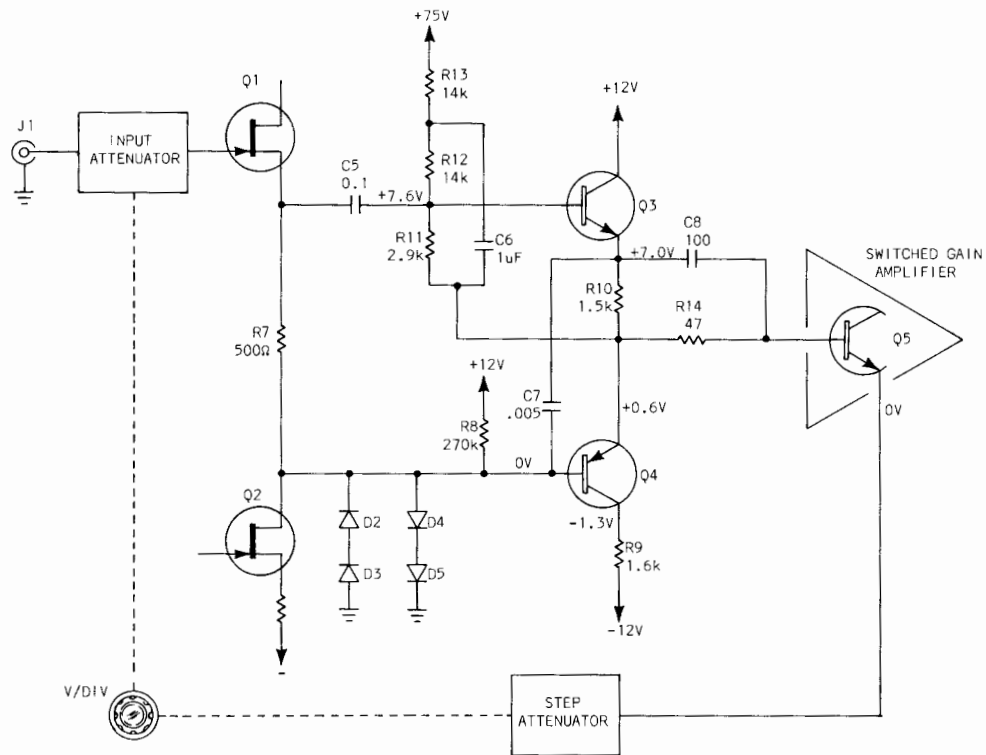 +75V
R13
14k
Q1
+12V
J1
INPUT
ATTENUATOR
C5
0.1
+7.6V
R12
14k
Q3
R11
2.9k
C6
1uF
C8
100
+7.0V
SWITCHED GAIN
AMPLIFIER
R10
1.5k
R14
47
Q5
R7
500Ω
+12V
C7
.005
+0.6V
0V
R8
270k
0V
Q4
Q2
D2
D4
-1.3V
D3
D5
R9
1.6k
-12V
-
V/DIV
STEP
ATTENUATOR